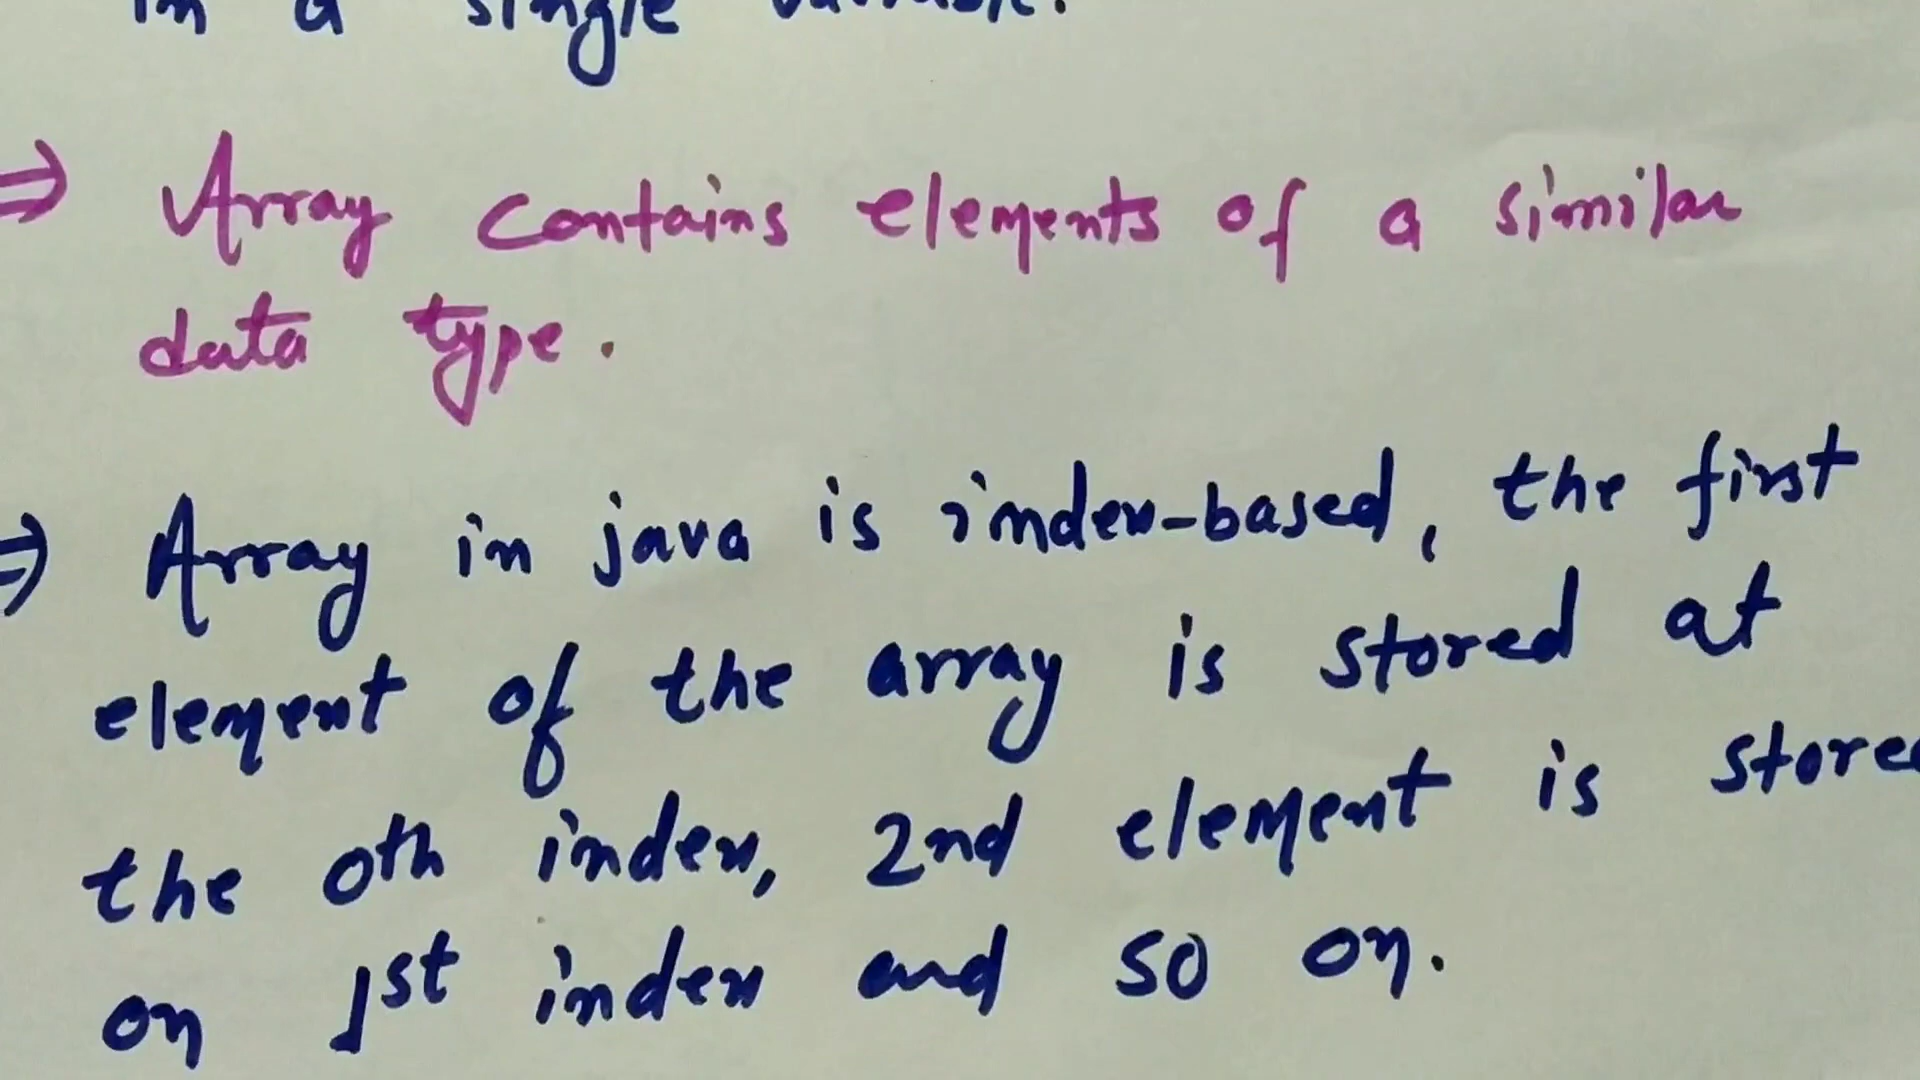 in a single variable.
⇒ Array contains elements of a similar
data type.
⇒ Array in java is index-based, the first
element of the array is stored at
the 0th index, 2nd element is stored
on 1st index and so on.